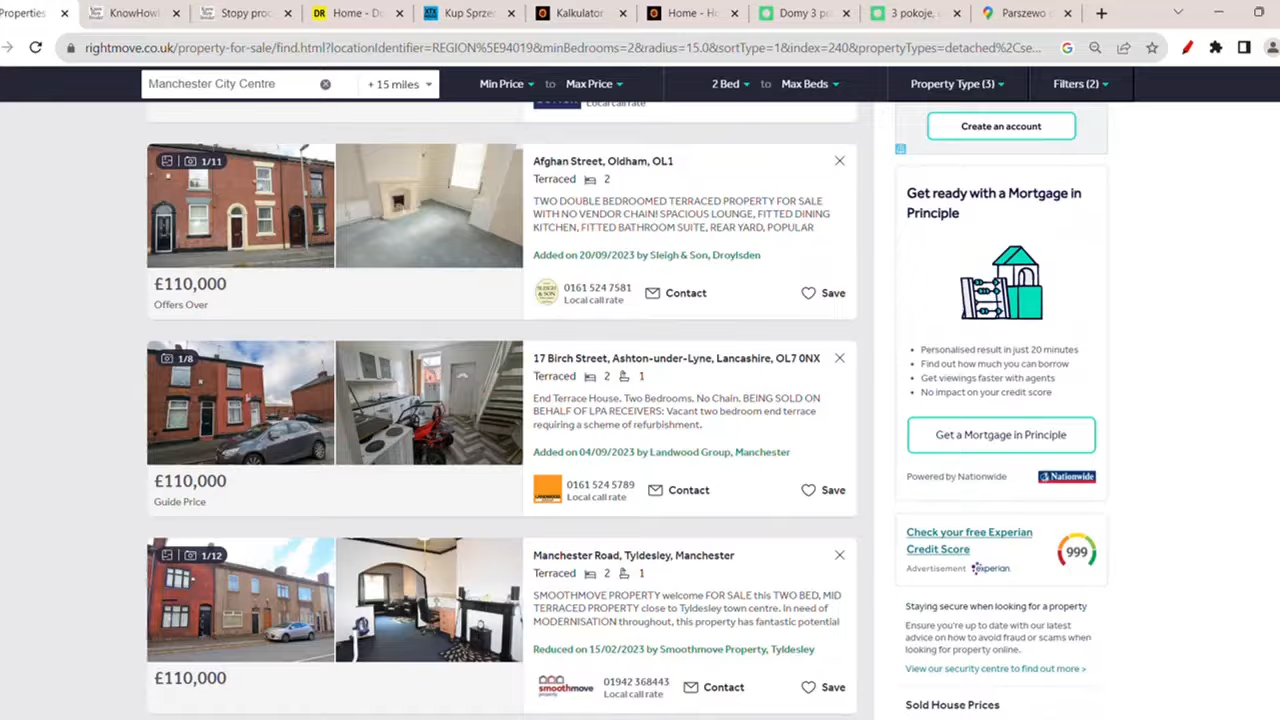 Properties
KnowHowl
Stopy proc
Home - Do
Kup Sprzen
Kalkulator
Home - Ho
Domy 3 po
3 pokoje,
Parszewo
rightmove.co.uk/property-for-sale/find.html?locationIdentifier=REGION%5E94019&minBedrooms=2&radius=15.0&sortType=1&index=240&propertyTypes=detached%2Cse...
Manchester City Centre
+ 15 miles
Min Price to Max Price
2 Bed to Max Beds
Property Type (3)
Filters (2)
Local call rate
1/11
£110,000
Offers Over
Afghan Street, Oldham, OL1
Terraced 2
TWO DOUBLE BEDROOMED TERRACED PROPERTY FOR SALE
WITH NO VENDOR CHAIN! SPACIOUS LOUNGE, FITTED DINING
KITCHEN, FITTED BATHROOM SUITE, REAR YARD, POPULAR
Added on 20/09/2023 by Sleigh & Son, Droylsden
SLEIGH & SON
0161 524 7581
Local call rate
Contact
Save
1/8
£110,000
Guide Price
17 Birch Street, Ashton-under-Lyne, Lancashire, OL7 0NX
Terraced 2 1
End Terrace House. Two Bedrooms. No Chain. BEING SOLD ON
BEHALF OF LPA RECEIVERS: Vacant two bedroom end terrace
requiring a scheme of refurbishment.
Added on 04/09/2023 by Landwood Group, Manchester
LANDWOOD
0161 524 5789
Local call rate
Contact
Save
1/12
£110,000
Manchester Road, Tyldesley, Manchester
Terraced 2 1
SMOOTHMOVE PROPERTY welcome FOR SALE this TWO BED, MID
TERRACED PROPERTY close to Tyldesley town centre. In need of
MODERNISATION throughout, this property has fantastic potential
Reduced on 15/02/2023 by Smoothmove Property, Tyldesley
smoothmove
property
01942 368443
Local call rate
Contact
Save
Create an account
Get ready with a Mortgage in
Principle
• Personalised result in just 20 minutes
• Find out how much you can borrow
• Get viewings faster with agents
• No impact on your credit score
Get a Mortgage in Principle
Powered by Nationwide
Nationwide
Check your free Experian
Credit Score
Advertisement experian.
999
Staying secure when looking for a property
Ensure you're up to date with our latest
advice on how to avoid fraud or scams when
looking for property online.
View our security centre to find out more >
Sold House Prices